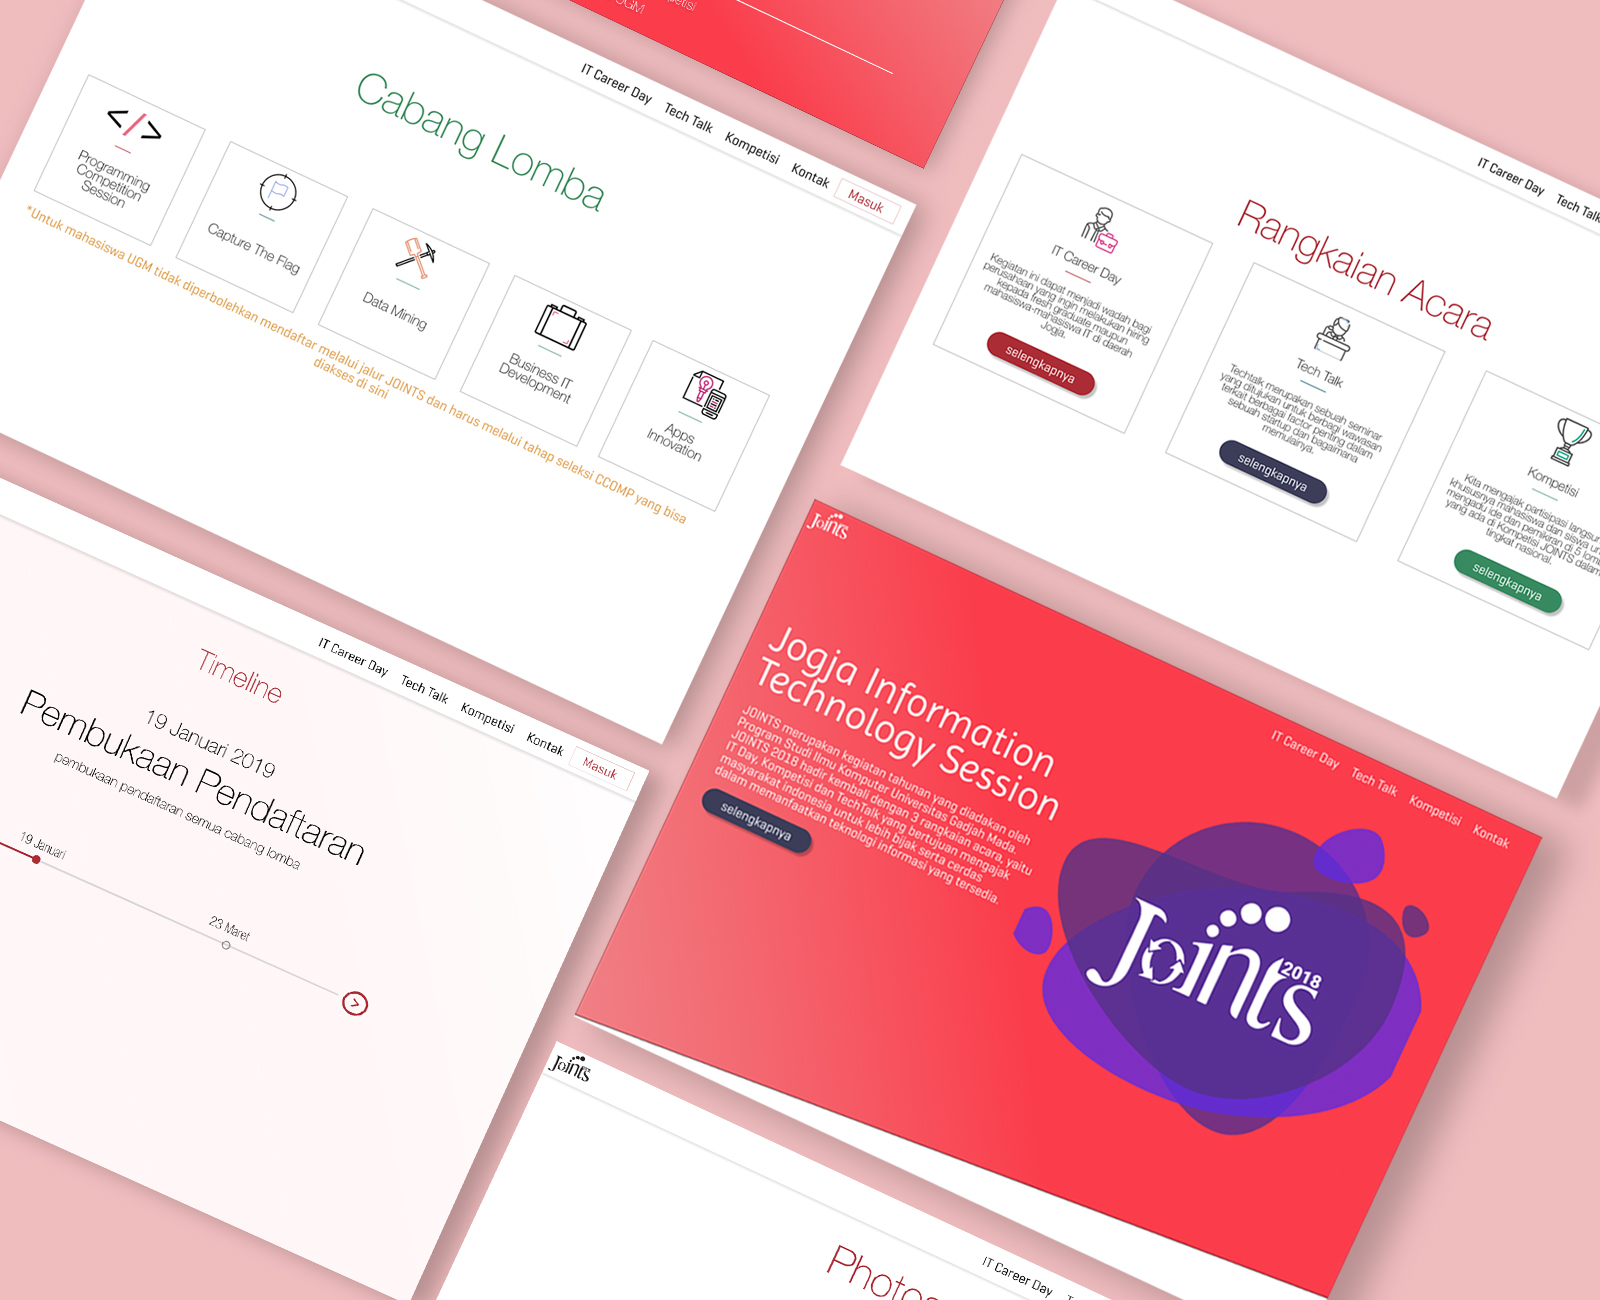 petisi
UGM
IT Career Day Tech Talk Kompetisi Kontak Masuk
Cabang Lomba
Programming
Competition
Session
Capture The Flag
Data Mining
Business IT
Development
Apps
Innovation
*Untuk mahasiswa UGM tidak diperbolehkan mendaftar melalui jalur JOINTS dan harus melalui tahap seleksi CCOMP yang bisa
diakses di sini
IT Career Day Tech Talk
Rangkaian Acara
IT Career Day
Kegiatan ini dapat menjadi wadah bagi
perusahaan yang ingin melakukan hiring
kepada fresh graduate maupun
mahasiswa-mahasiswa IT di daerah
Jogja.
selengkapnya
Tech Talk
Techtalk merupakan sebuah seminar
yang ditujukan untuk berbagi wawasan
terkait berbagai factor penting dalam
sebuah startup dan bagaimana
memulainya.
selengkapnya
Kompetisi
Kita mengajak partisipasi langsung
khususnya mahasiswa dan siswa
mengadu ide dan pemikiran di 5 lomba
yang ada di Kompetisi JOINTS dalam
tingkat nasional.
selengkapnya
IT Career Day Tech Talk Kompetisi Kontak Masuk
Timeline
19 Januari 2019
Pembukaan Pendaftaran
pembukaan pendaftaran semua cabang lomba
19 Januari
23 Maret
Joints
IT Career Day Tech Talk Kompetisi Kontak
Jogja Information
Technology Session
JOINTS merupakan kegiatan tahunan yang diadakan oleh
Program Studi Ilmu Komputer Universitas Gadjah Mada.
JOINTS 2018 hadir kembali dengan 3 rangkaian acara, yaitu
IT Day, Kompetisi dan TechTalk yang bertujuan mengajak
masyarakat indonesia untuk lebih bijak serta cerdas
dalam memanfaatkan teknologi informasi yang tersedia.
selengkapnya
Joints 2018
Joints
IT Career Day
Photo